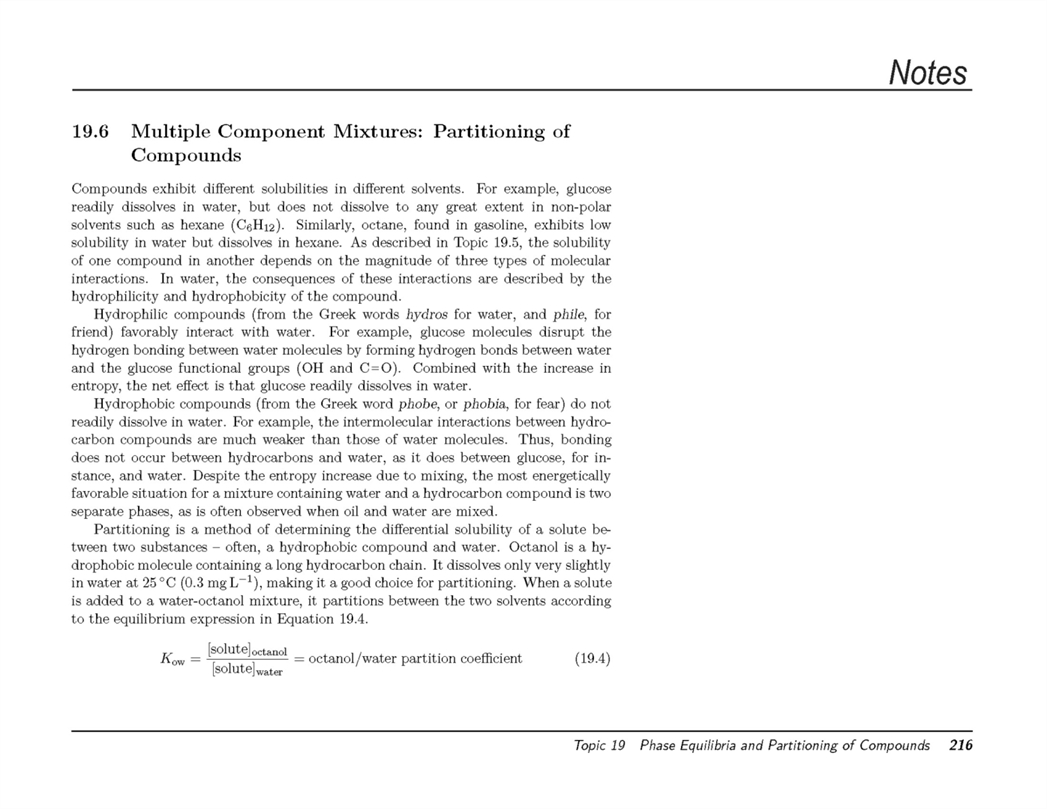 Notes
19.6 Multiple Component Mixtures: Partitioning of
Compounds
Compounds exhibit different solubilities in different solvents. For example, glucose
readily dissolves in water, but does not dissolve to any great extent in non-polar
solvents such as hexane (C₆H₁₂). Similarly, octane, found in gasoline, exhibits low
solubility in water but dissolves in hexane. As described in Topic 19.5, the solubility
of one compound in another depends on the magnitude of three types of molecular
interactions. In water, the consequences of these interactions are described by the
hydrophilicity and hydrophobicity of the compound.
Hydrophilic compounds (from the Greek words hydros for water, and phile, for
friend) favorably interact with water. For example, glucose molecules disrupt the
hydrogen bonding between water molecules by forming hydrogen bonds between water
and the glucose functional groups (OH and C=O). Combined with the increase in
entropy, the net effect is that glucose readily dissolves in water.
Hydrophobic compounds (from the Greek word phobe, or phobia, for fear) do not
readily dissolve in water. For example, the intermolecular interactions between hydro-
carbon compounds are much weaker than those of water molecules. Thus, bonding
does not occur between hydrocarbons and water, as it does between glucose, for in-
stance, and water. Despite the entropy increase due to mixing, the most energetically
favorable situation for a mixture containing water and a hydrocarbon compound is two
separate phases, as is often observed when oil and water are mixed.
Partitioning is a method of determining the differential solubility of a solute be-
tween two substances – often, a hydrophobic compound and water. Octanol is a hy-
drophobic molecule containing a long hydrocarbon chain. It dissolves only very slightly
in water at 25 °C (0.3 mg L⁻¹), making it a good choice for partitioning. When a solute
is added to a water-octanol mixture, it partitions between the two solvents according
to the equilibrium expression in Equation 19.4.
K_ow = [solute]_octanol / [solute]_water = octanol/water partition coefficient (19.4)
Topic 19 Phase Equilibria and Partitioning of Compounds 216